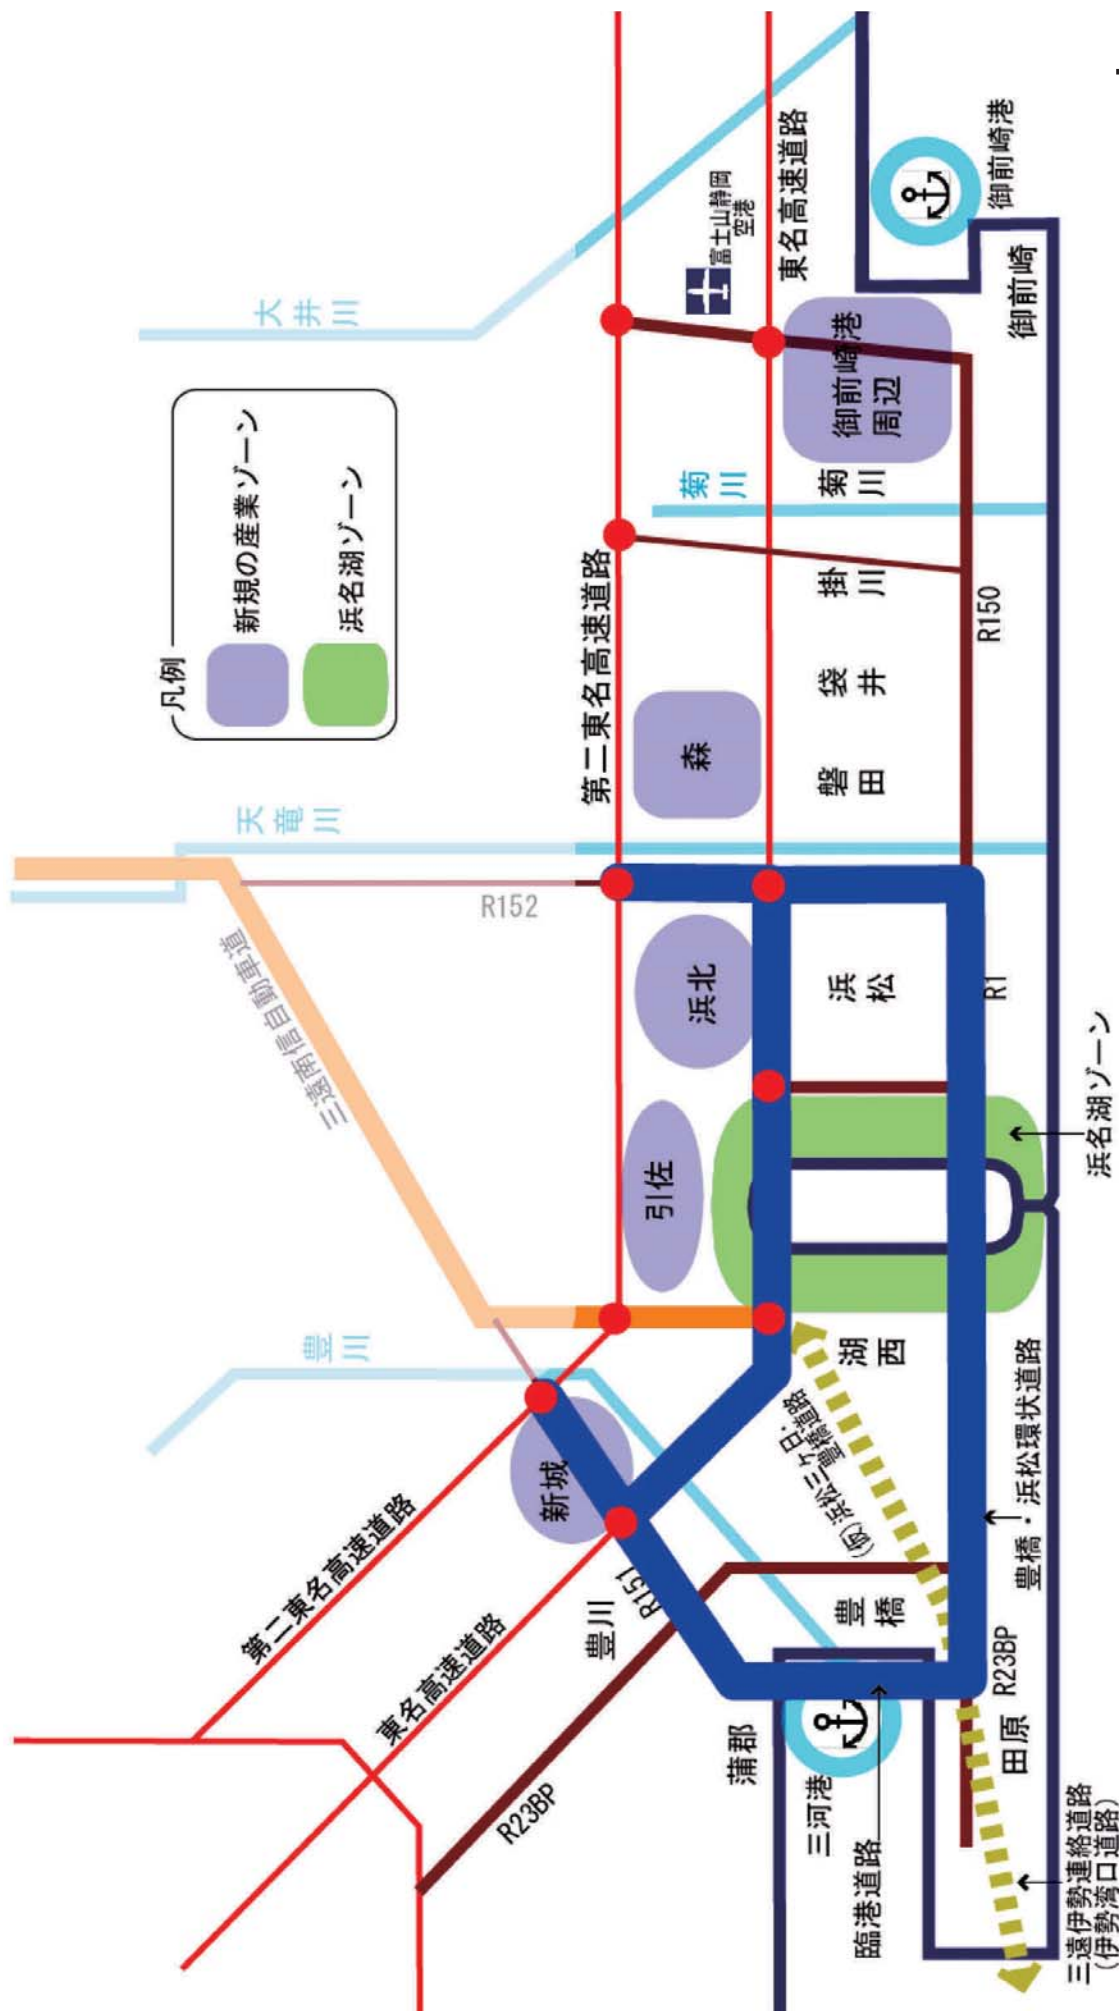 凡例
新規の産業ゾーン
浜名湖ゾーン
豊川
三遠南信自動車道
R152
天竜川
大井川
第二東名高速道路
第二東名高速道路
東名高速道路
R23BP
豊川
R151
新城
引佐
浜北
森
菊川
富士山静岡
空港
東名高速道路
蒲郡
三河港
臨港道路
豊橋
(仮)浜松三ケ日・
豊橋道路
湖西
浜松
磐田
袋井
掛川
菊川
御前崎港
周辺
御前崎港
御前崎
田原
R23BP
R1
R150
三遠伊勢連絡道路
(伊勢湾口道路)
豊橋・浜松環状道路
浜名湖ゾーン